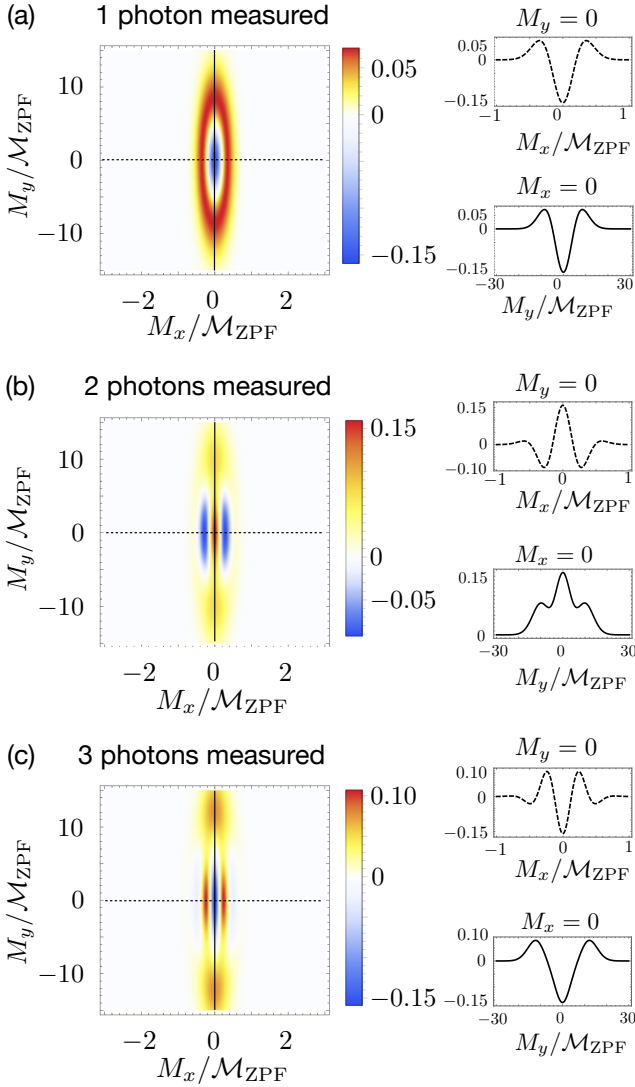 (a) 1 photon measured
M_y/ℳ_ZPF
10
0
−10
−2 0 2
M_x/ℳ_ZPF
0.05
0
−0.15
M_y = 0
0.05
0
−0.15
−1 0 1
M_x/ℳ_ZPF
M_x = 0
0.05
0
−0.15
−30 0 30
M_y/ℳ_ZPF
(b) 2 photons measured
M_y/ℳ_ZPF
10
0
−10
−2 0 2
M_x/ℳ_ZPF
0.15
0
−0.05
M_y = 0
0.15
0
−0.10
−1 0 1
M_x/ℳ_ZPF
M_x = 0
0.15
0
−30 0 30
M_y/ℳ_ZPF
(c) 3 photons measured
M_y/ℳ_ZPF
10
0
−10
−2 0 2
M_x/ℳ_ZPF
0.10
0
−0.15
M_y = 0
0.10
0
−0.15
−1 0 1
M_x/ℳ_ZPF
M_x = 0
0.10
0
−0.15
−30 0 30
M_y/ℳ_ZPF